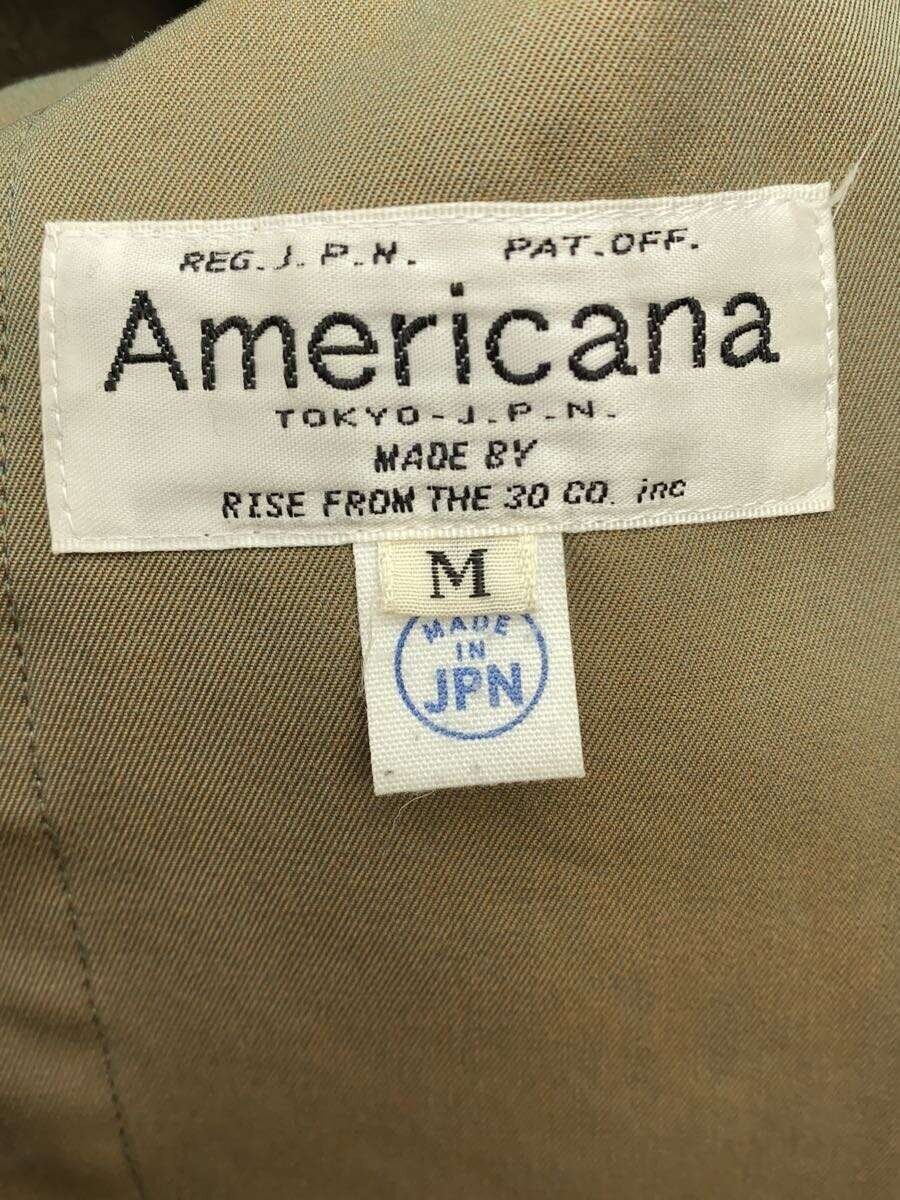 REG.J.P.N. PAT.OFF.
Americana
TOKYO-J.P.N.
MADE BY
RISE FROM THE 30 CO. inc
M
MADE
IN
JPN